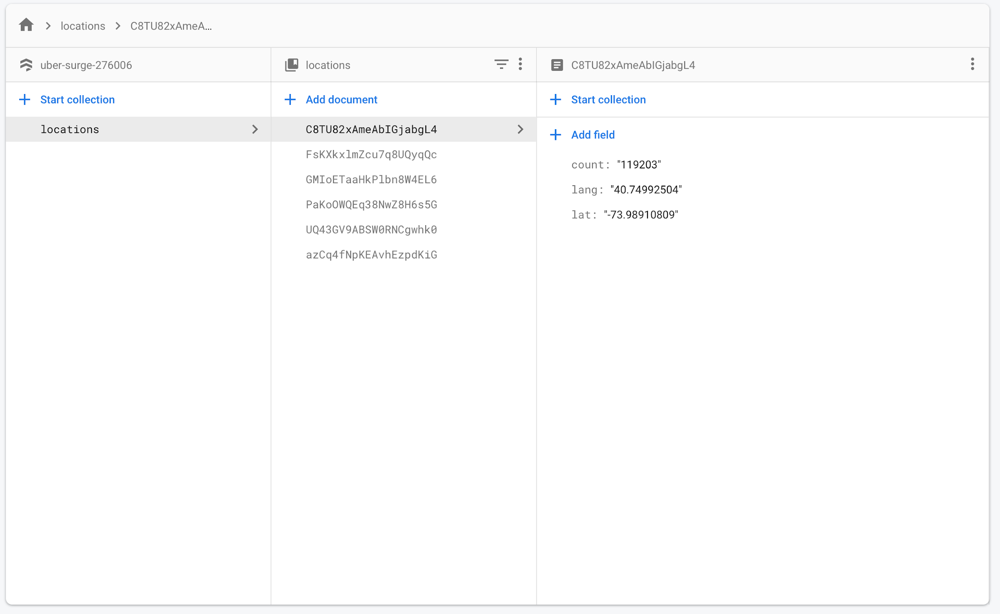 locations
C8TU82xAmeA...
uber-surge-276006
Start collection
locations
locations
Add document
C8TU82xAmeAbIGjabgL4
FsKXkxlmZcu7q8UQyqQc
GMIoETaaHkPlbn8W4EL6
PaKoOWQEq38NwZ8H6s5G
UQ43GV9ABSW0RNCgwhk0
azCq4fNpKEAvhEzpdKiG
C8TU82xAmeAbIGjabgL4
Start collection
Add field
count: "119203"
lang: "40.74992504"
lat: "-73.98910809"